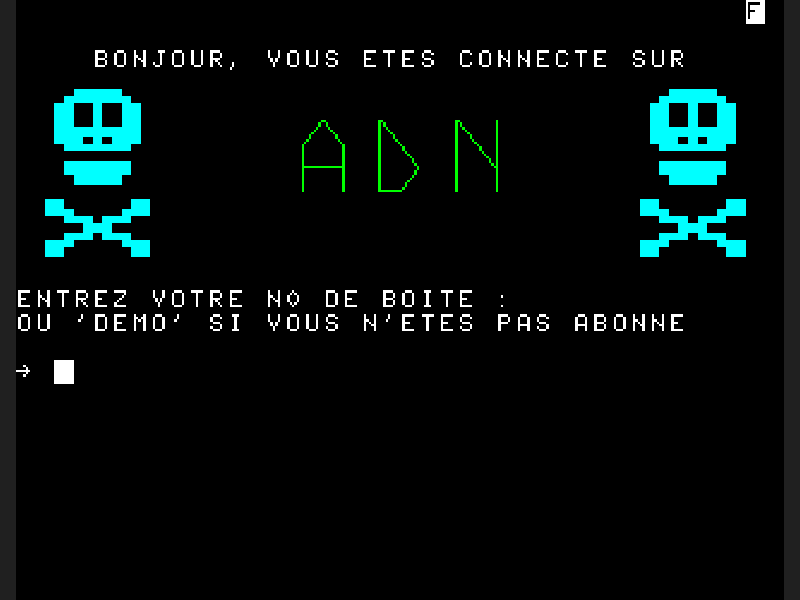 F
BONJOUR, VOUS ETES CONNECTE SUR
ADN
ENTREZ VOTRE NO DE BOITE :
OU 'DEMO' SI VOUS N'ETES PAS ABONNE
→